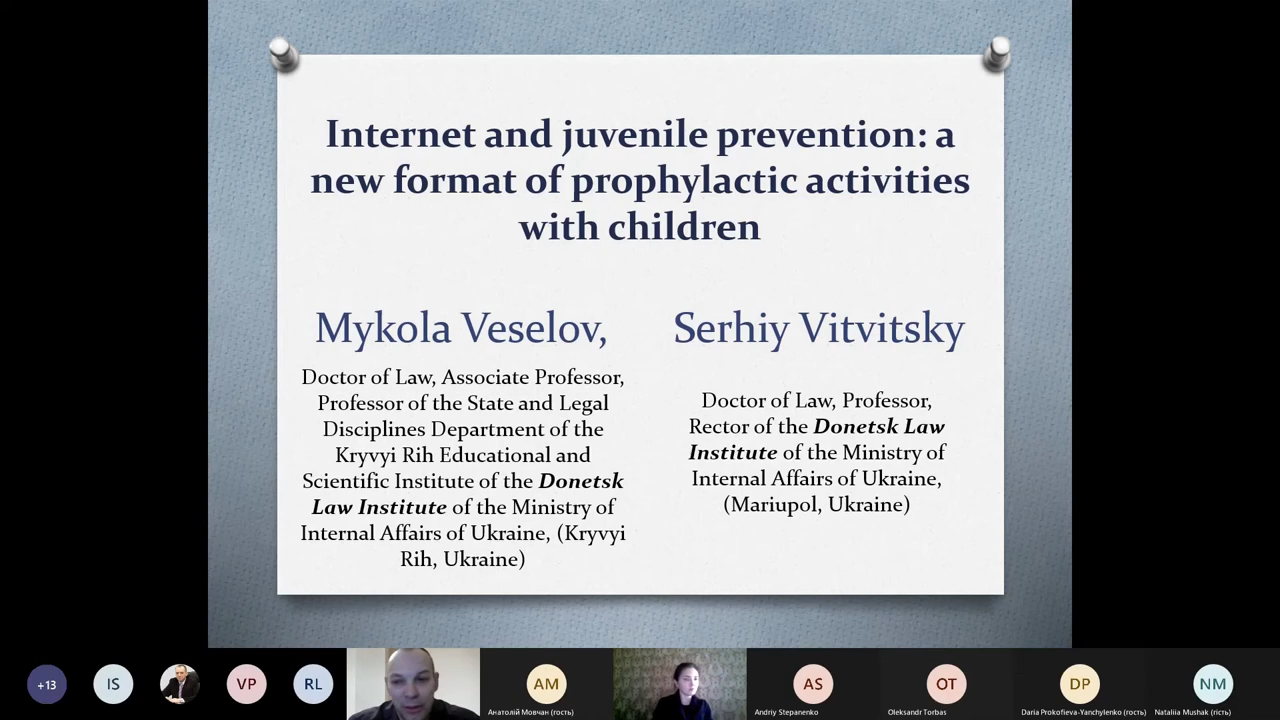 Internet and juvenile prevention: a
new format of prophylactic activities
with children
Mykola Veselov,
Doctor of Law, Associate Professor,
Professor of the State and Legal
Disciplines Department of the
Kryvyi Rih Educational and
Scientific Institute of the Donetsk
Law Institute of the Ministry of
Internal Affairs of Ukraine, (Kryvyi
Rih, Ukraine)
Serhiy Vitvitsky
Doctor of Law, Professor,
Rector of the Donetsk Law
Institute of the Ministry of
Internal Affairs of Ukraine,
(Mariupol, Ukraine)
+13
IS
VP
RL
AM
Анатолій Мовчан (гость)
AS
Andriy Stepanenko
OT
Oleksandr Torbas
DP
Daria Prokofieva-Yanchylenko (гость)
NM
Nataliia Mushak (гість)